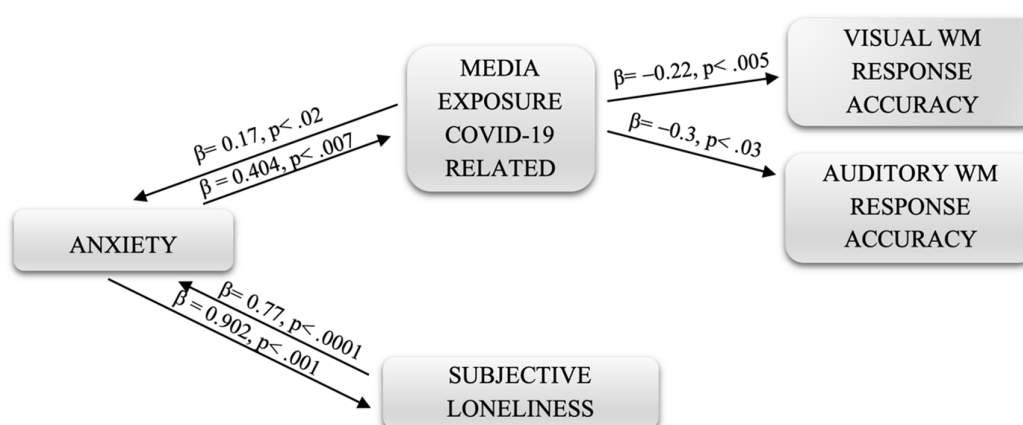 MEDIA
EXPOSURE
COVID-19
RELATED
VISUAL WM
RESPONSE
ACCURACY
β= –0.22, p< .005
β= –0.3, p< .03
AUDITORY WM
RESPONSE
ACCURACY
β= 0.17, p< .02
β = 0.404, p< .007
ANXIETY
β= 0.77, p< .0001
β = 0.902, p< .001
SUBJECTIVE
LONELINESS